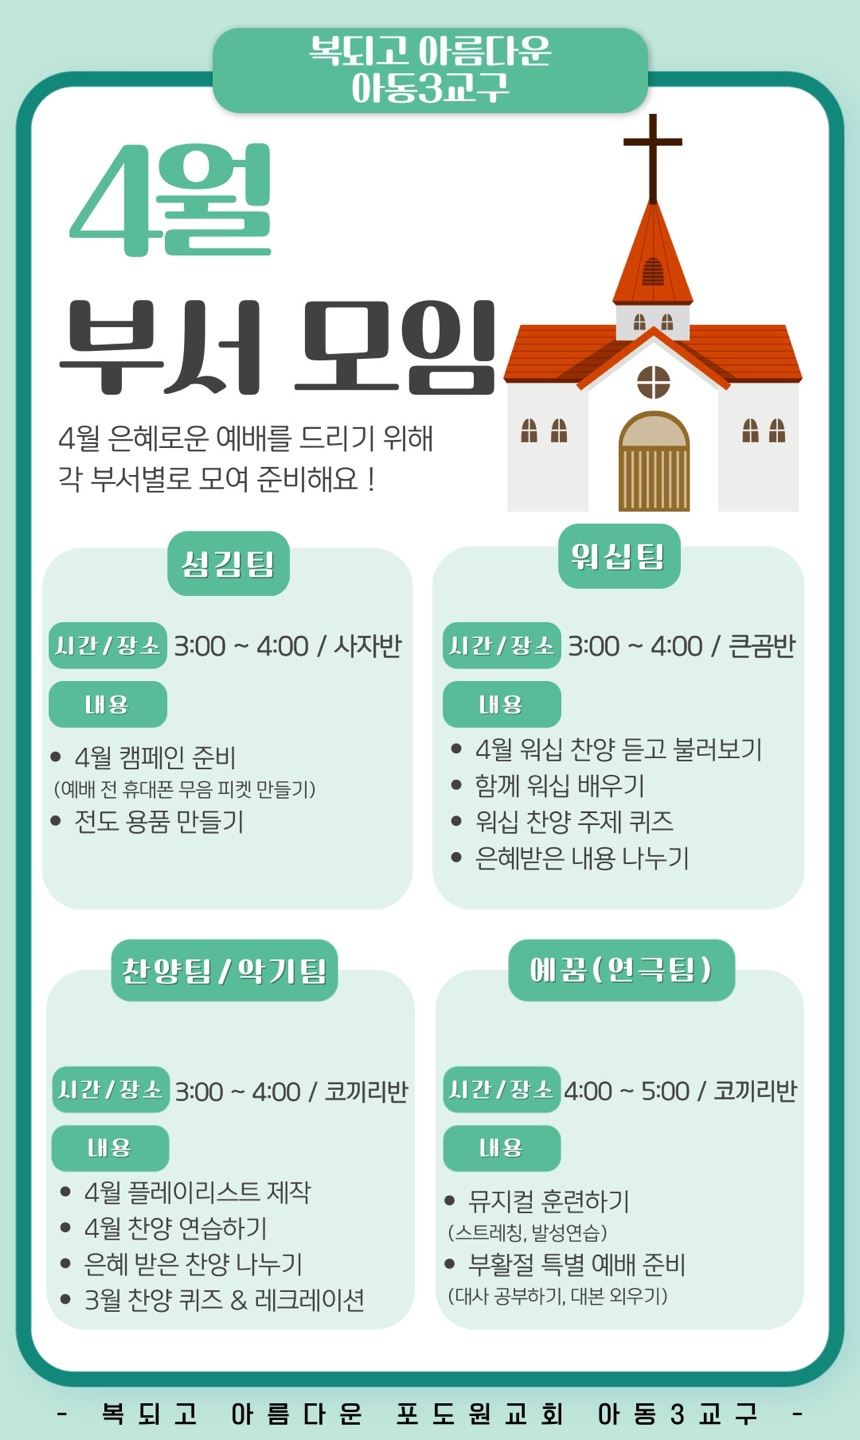 복되고 아름다운
아동3교구
4월
부서 모임
4월 은혜로운 예배를 드리기 위해
각 부서별로 모여 준비해요 !
섬김팀
시간/장소 3:00 ~ 4:00 / 사자반
내용
• 4월 캠페인 준비
(예배 전 휴대폰 무음 피켓 만들기)
• 전도 용품 만들기
워십팀
시간/장소 3:00 ~ 4:00 / 큰곰반
내용
• 4월 워십 찬양 듣고 불러보기
• 함께 워십 배우기
• 워십 찬양 주제 퀴즈
• 은혜받은 내용 나누기
찬양팀/악기팀
시간/장소 3:00 ~ 4:00 / 코끼리반
내용
• 4월 플레이리스트 제작
• 4월 찬양 연습하기
• 은혜 받은 찬양 나누기
• 3월 찬양 퀴즈 & 레크레이션
예꿈(연극팀)
시간/장소 4:00 ~ 5:00 / 코끼리반
내용
• 뮤지컬 훈련하기
(스트레칭, 발성연습)
• 부활절 특별 예배 준비
(대사 공부하기, 대본 외우기)
- 복되고 아름다운 포도원교회 아동3교구 -